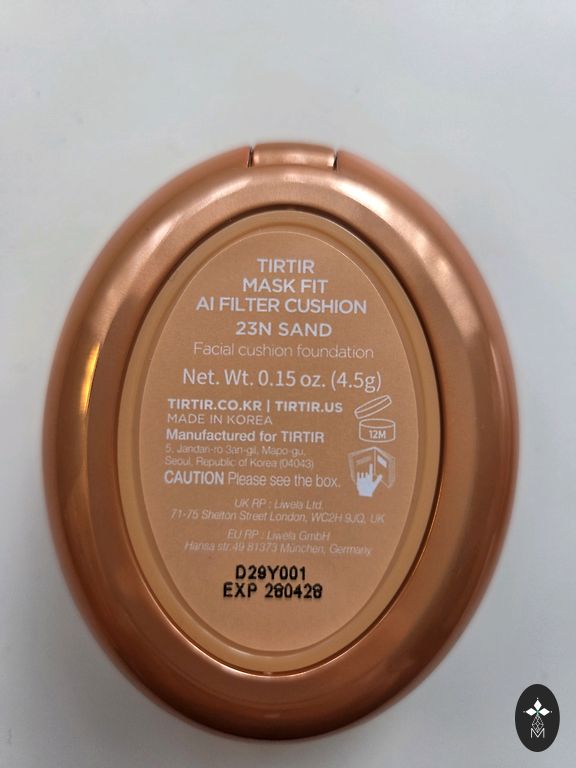 TIRTIR
MASK FIT
AI FILTER CUSHION
23N SAND
Facial cushion foundation
Net. Wt. 0.15 oz. (4.5g)
TIRTIR.CO.KR | TIRTIR.US
MADE IN KOREA
Manufactured for TIRTIR
5, Jandari-ro 3an-gil, Mapo-gu,
Seoul, Republic of Korea (04043)
12M
CAUTION Please see the box.
UK RP : Liwela Ltd.
71-75 Shelton Street London, WC2H 9JQ, UK
EU RP : Liwela GmbH
Hansa str.49 81373 München, Germany
D29Y001
EXP 280428
M